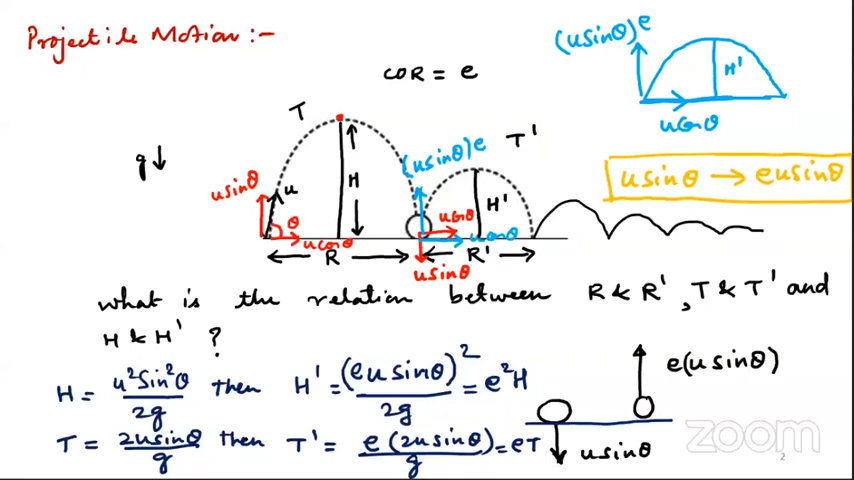 Projectile Motion :-
(usinθ)e
H'
ucosθ
COR = e
T
(usinθ)e
T'
g↓
usinθ
u
H
H'
usinθ → eusinθ
θ
ucosθ
ucosθ
ucosθ
R
R'
usinθ
what is the relation between R & R', T & T' and
H & H' ?
H = u²sin²θ/2g then H' = (eusinθ)²/2g = e²H
e(usinθ)
T = 2usinθ/g then T' = e(2usinθ)/g = eT
usinθ
zoom
2